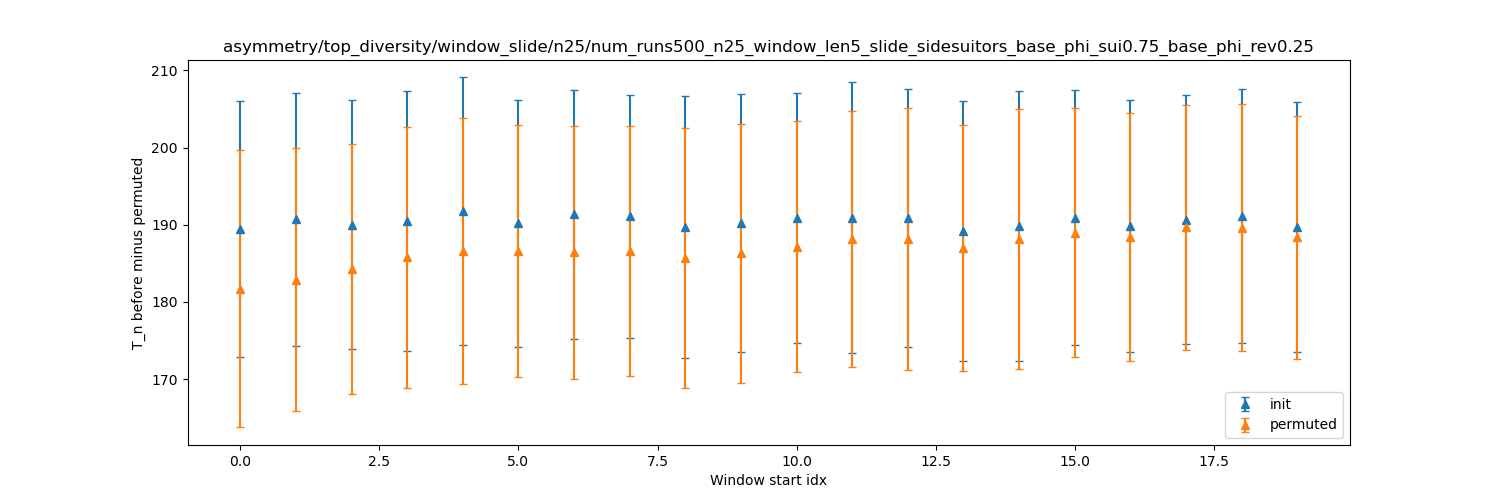 asymmetry/top_diversity/window_slide/n25/num_runs500_n25_window_len5_slide_sidesuitors_base_phi_sui0.75_base_phi_rev0.25
T_n before minus permuted
210
200
190
180
170
0.0 2.5 5.0 7.5 10.0 12.5 15.0 17.5
Window start idx
init
permuted